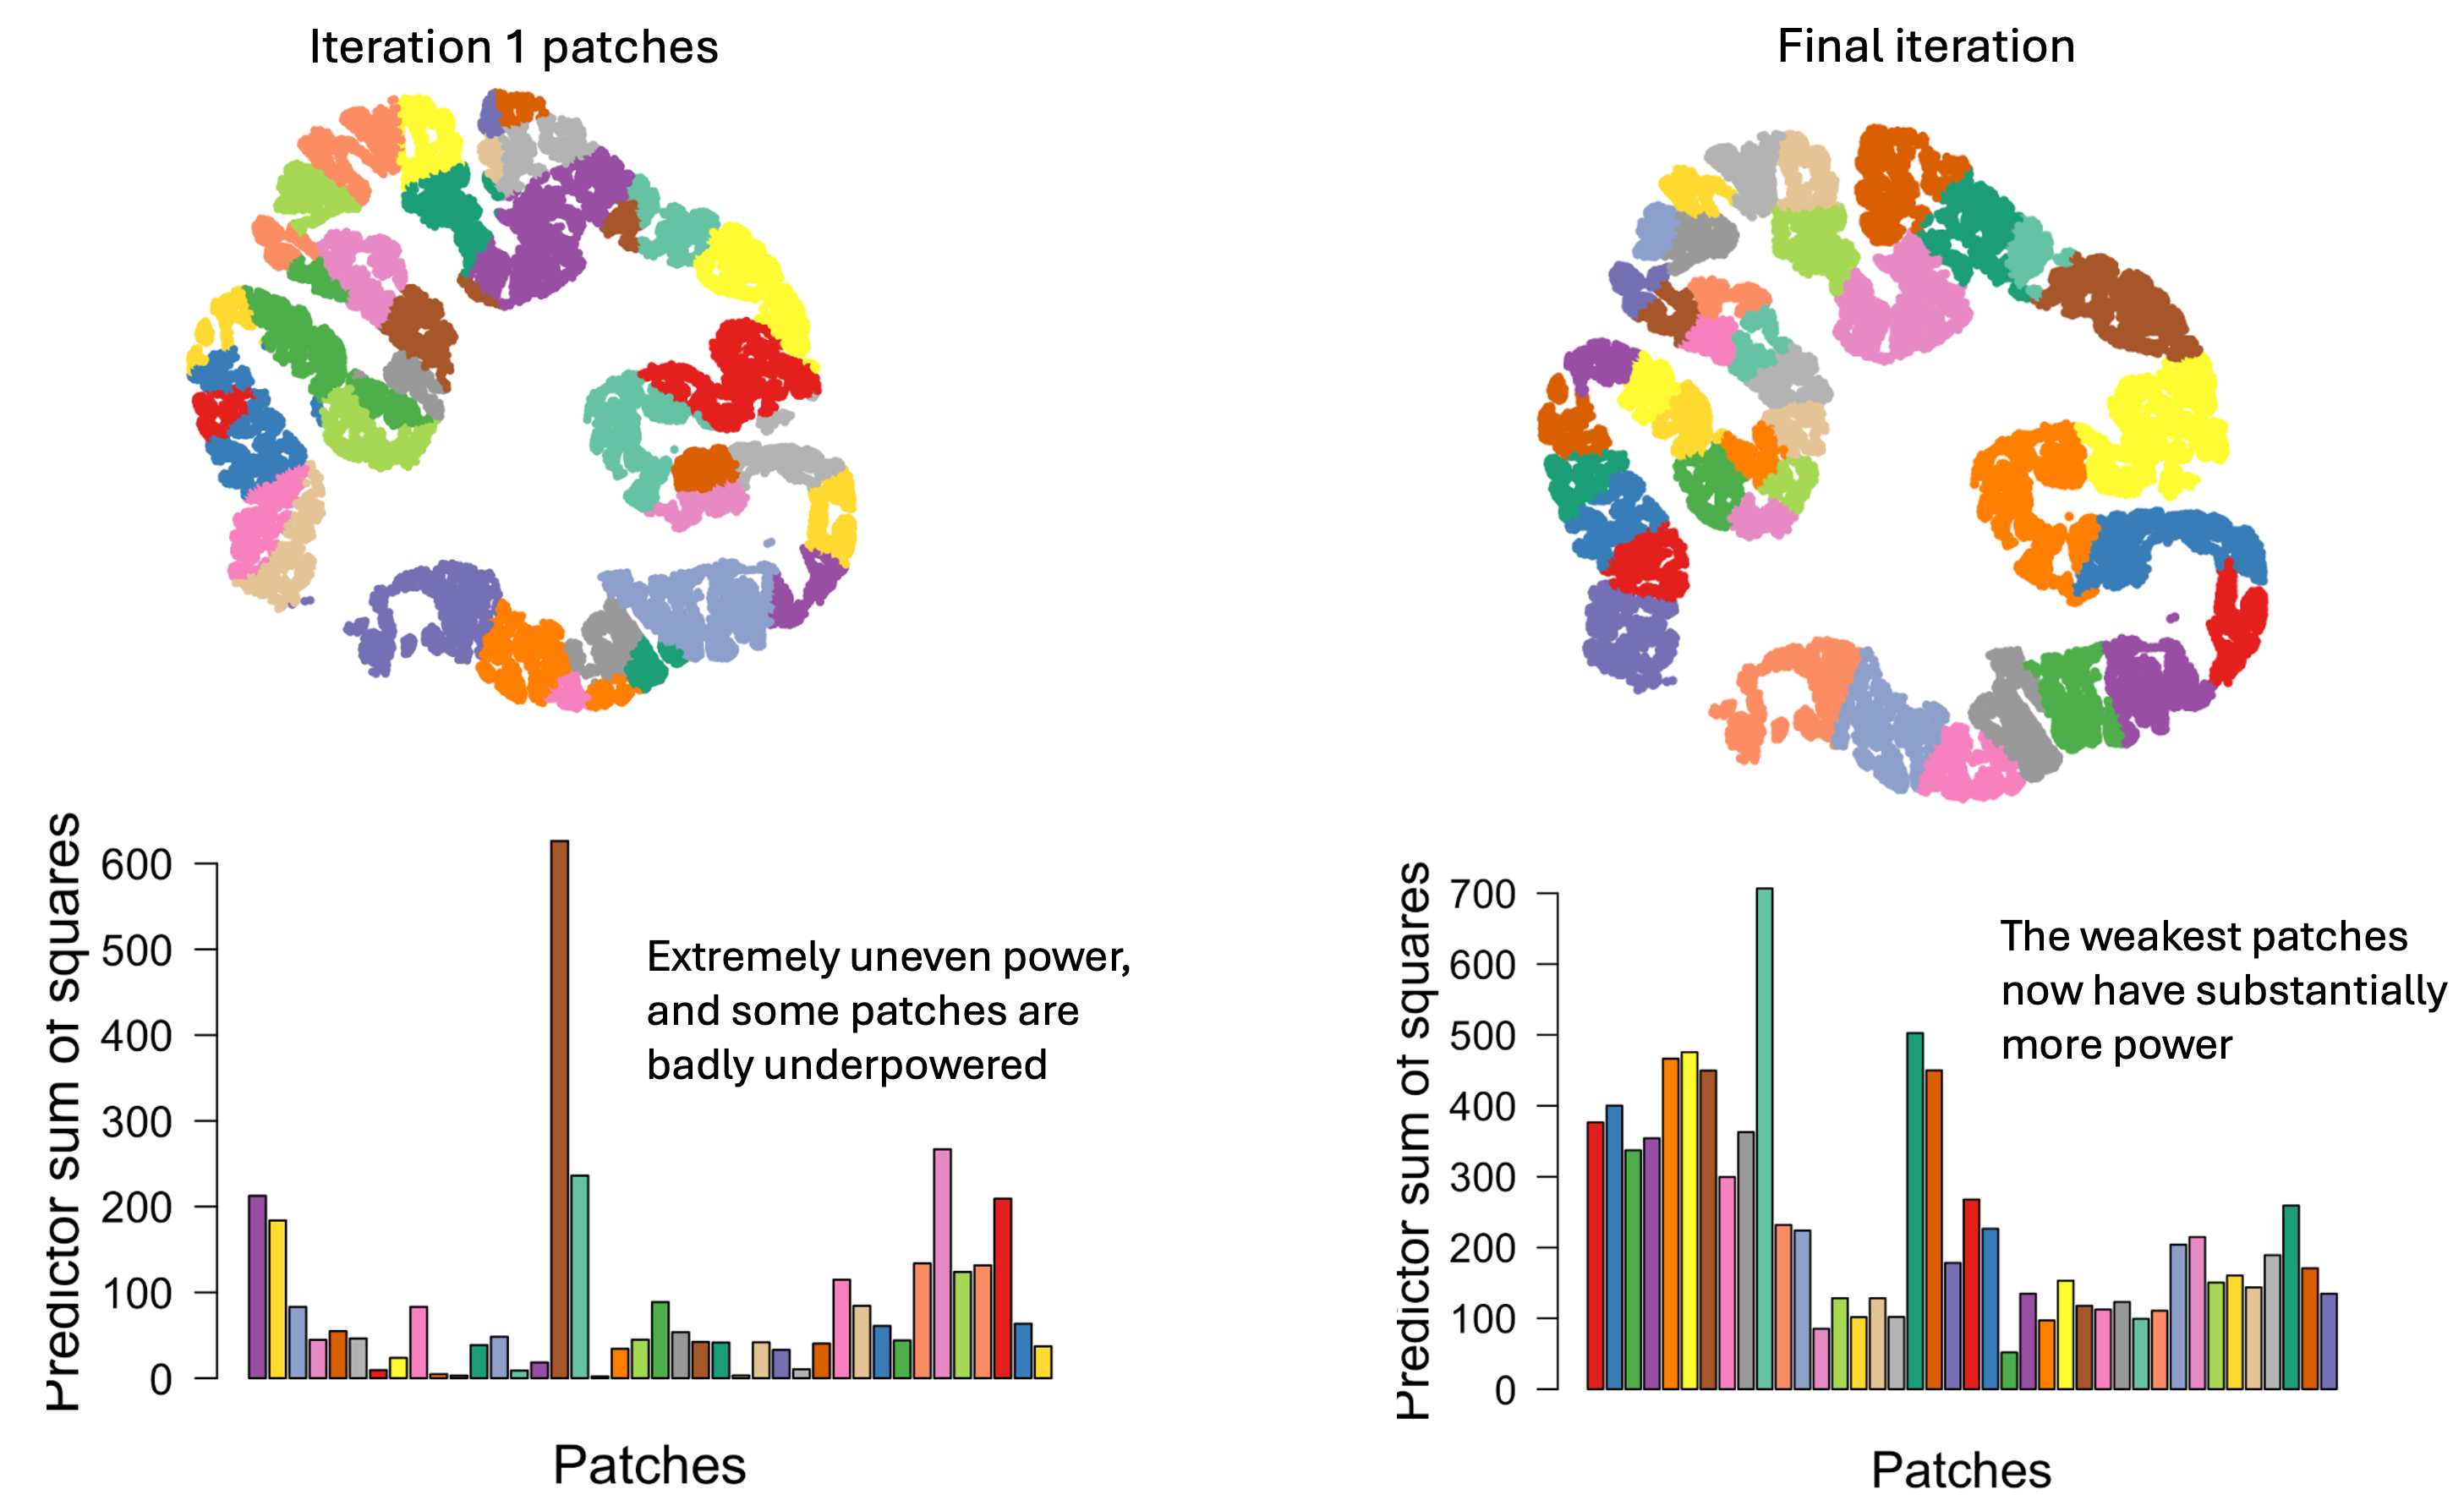 Iteration 1 patches
Final iteration
Predictor sum of squares
600
500
400
300
200
100
0
Extremely uneven power,
and some patches are
badly underpowered
Patches
Predictor sum of squares
700
600
500
400
300
200
100
0
The weakest patches
now have substantially
more power
Patches